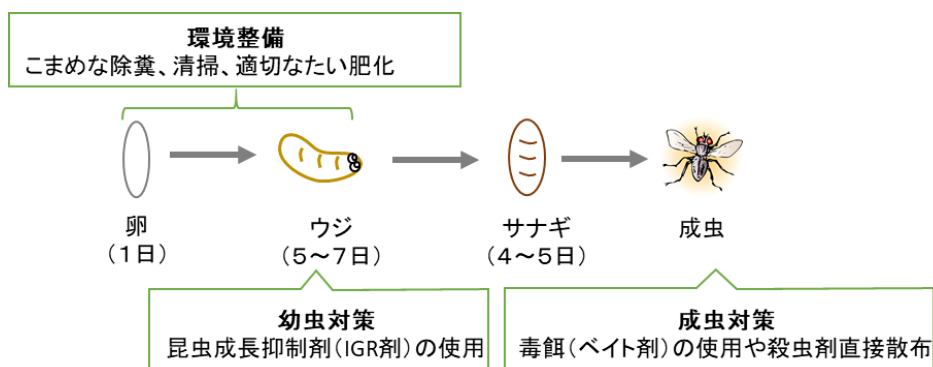 環境整備
こまめな除糞、清掃、適切なたい肥化
卵
（１日）
ウジ
（５～７日）
サナギ
（４～５日）
成虫
幼虫対策
昆虫成長抑制剤（IGR剤）の使用
成虫対策
毒餌（ベイト剤）の使用や殺虫剤直接散布